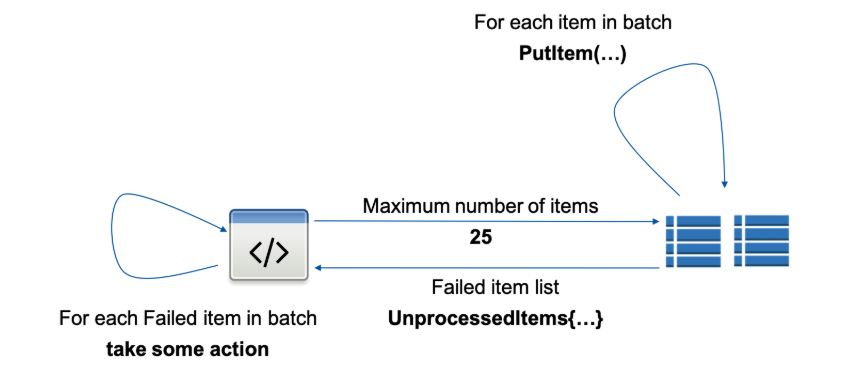 For each item in batch
PutItem(…)
Maximum number of items
25
</>
Failed item list
UnprocessedItems{…}
For each Failed item in batch
take some action